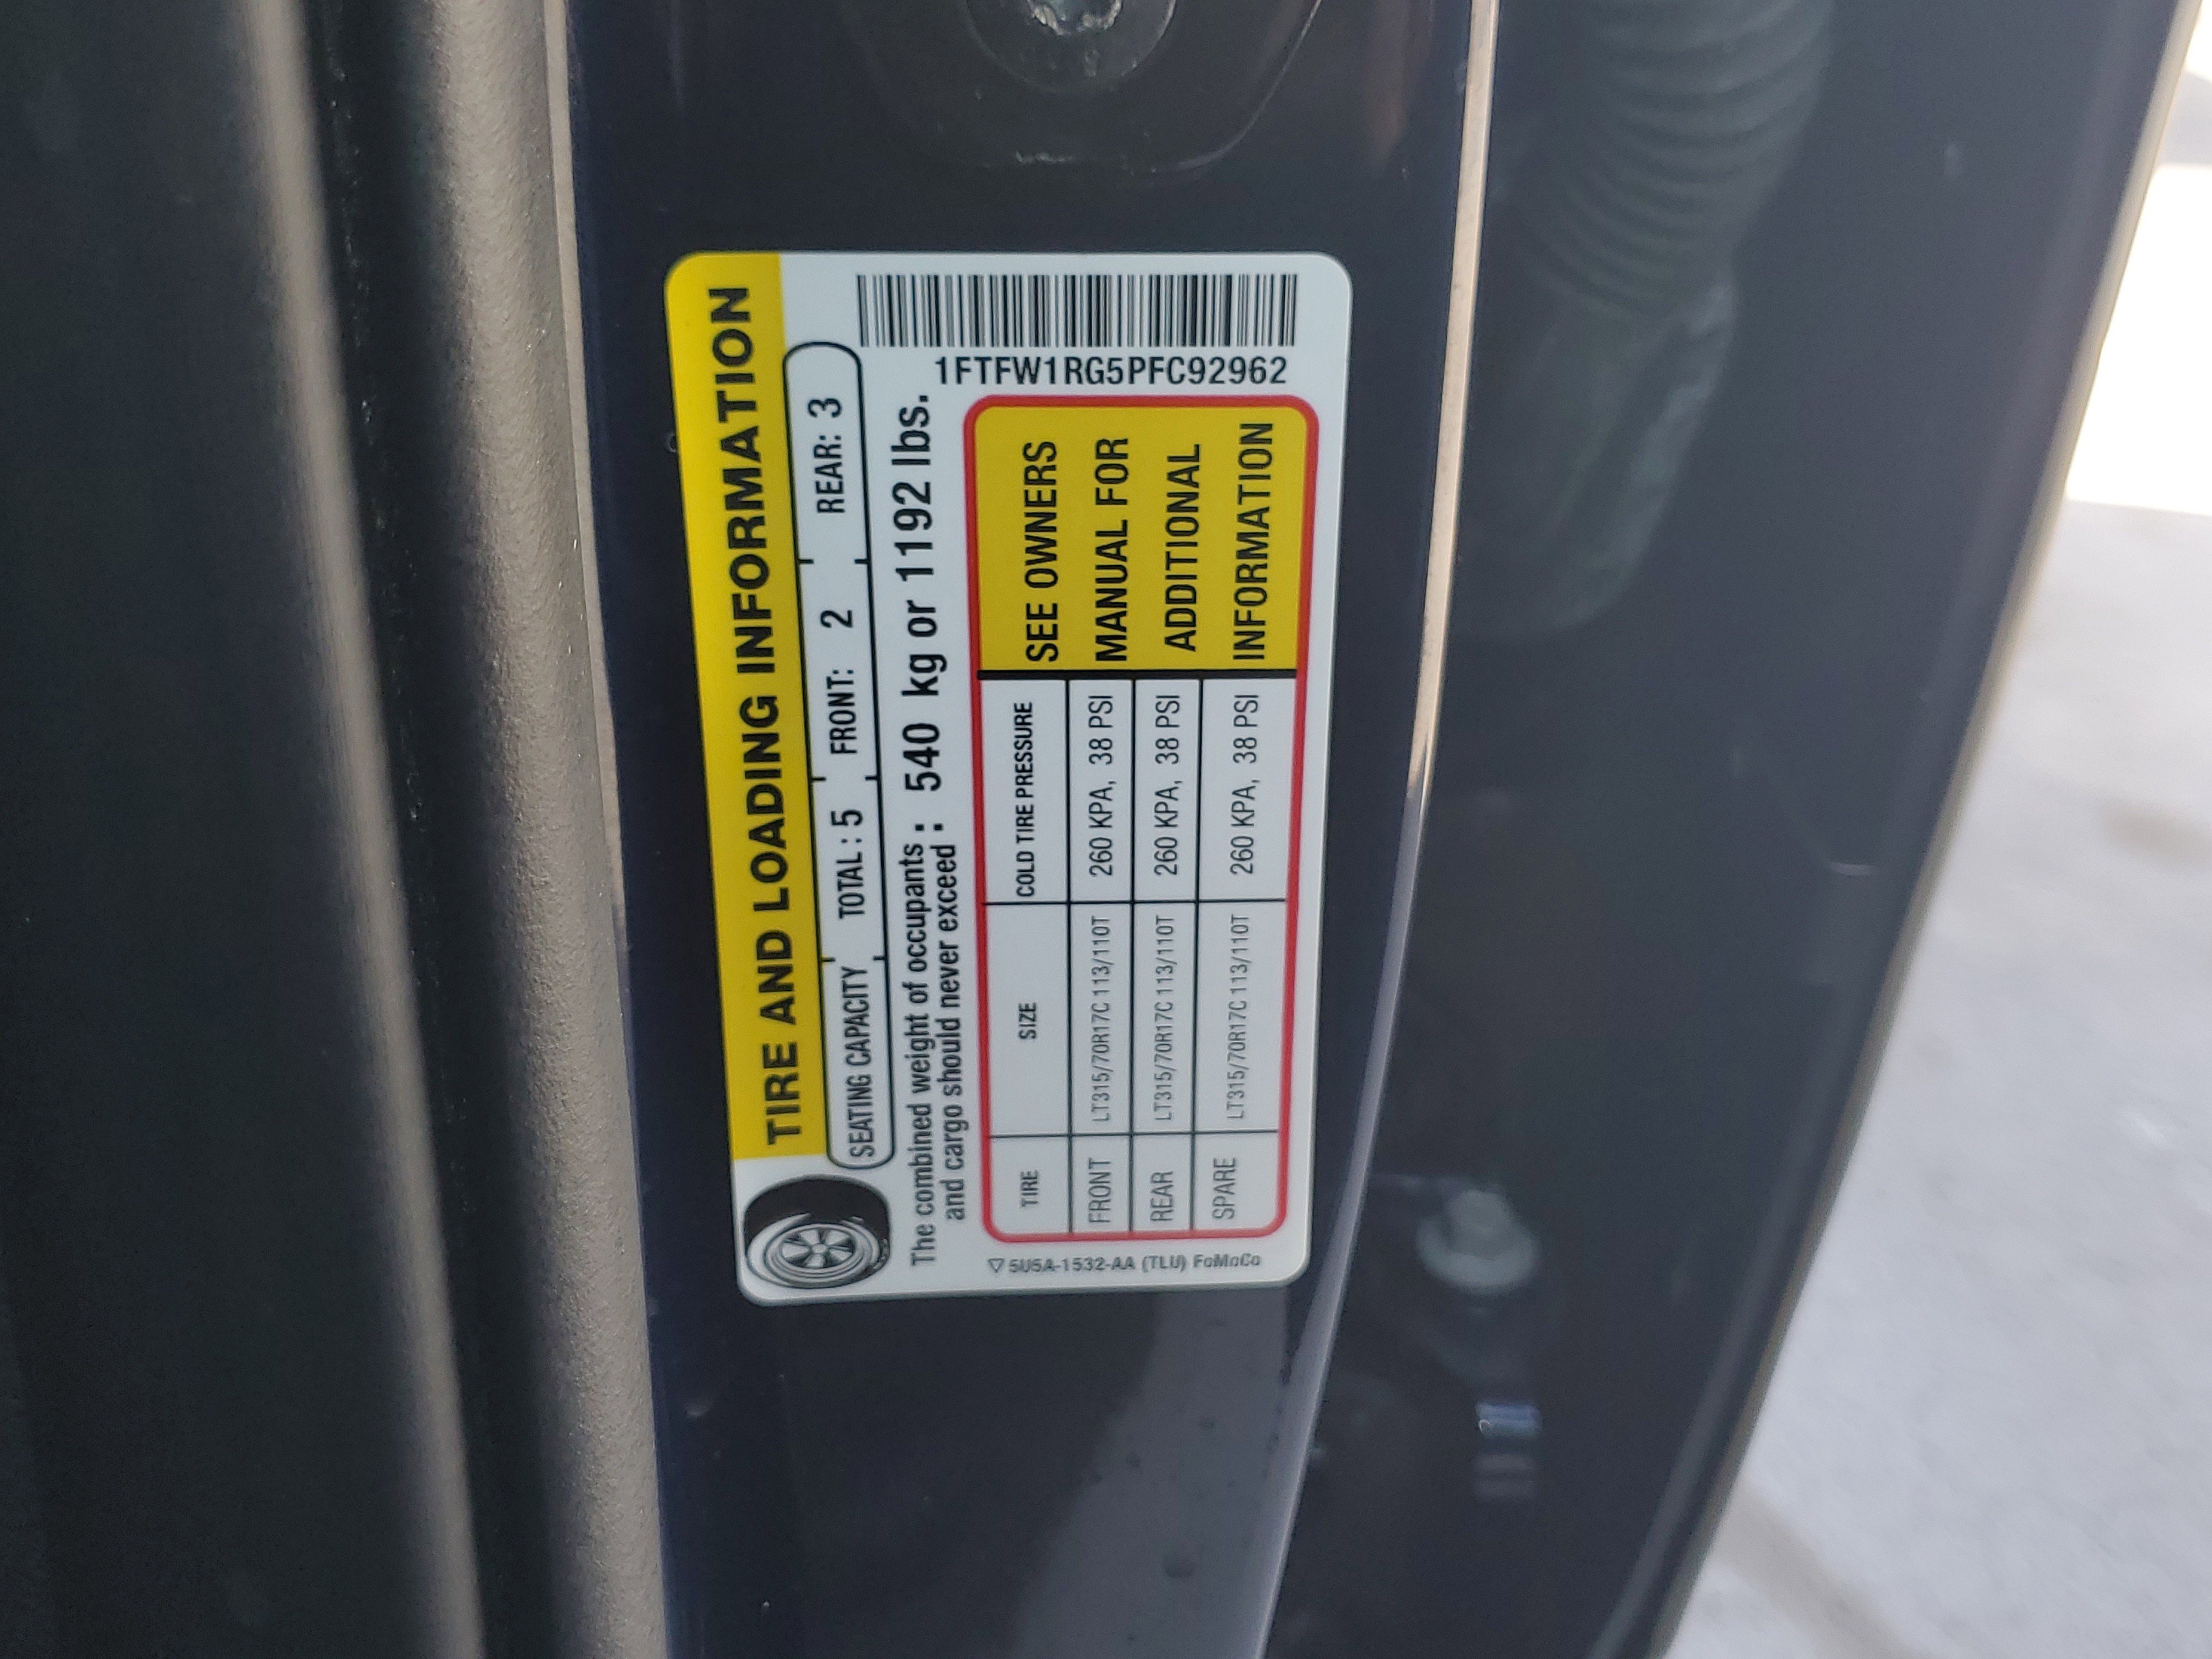 TIRE AND LOADING INFORMATION
SEATING CAPACITY TOTAL : 5 FRONT: 2 REAR: 3
The combined weight of occupants :
and cargo should never exceed :
540 kg or 1192 lbs.
1FTFW1RG5PFC92962
TIRE SIZE COLD TIRE PRESSURE
FRONT LT315/70R17C 113/110T 260 KPA, 38 PSI
REAR LT315/70R17C 113/110T 260 KPA, 38 PSI
SPARE LT315/70R17C 113/110T 260 KPA, 38 PSI
SEE OWNERS
MANUAL FOR
ADDITIONAL
INFORMATION
5U5A-1532-AA (TLU) FoMoCo